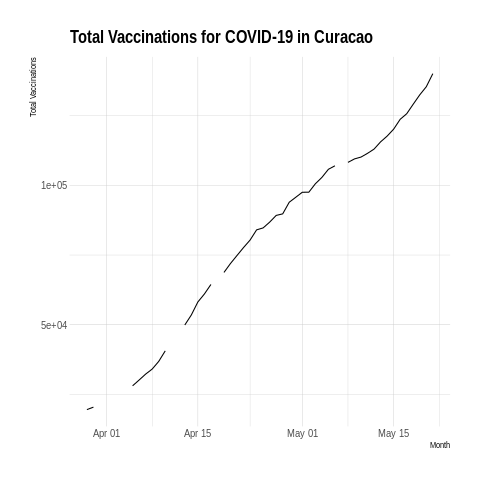 Total Vaccinations for COVID-19 in Curacao
Total Vaccinations
1e+05
5e+04
Apr 01
Apr 15
May 01
May 15
Month